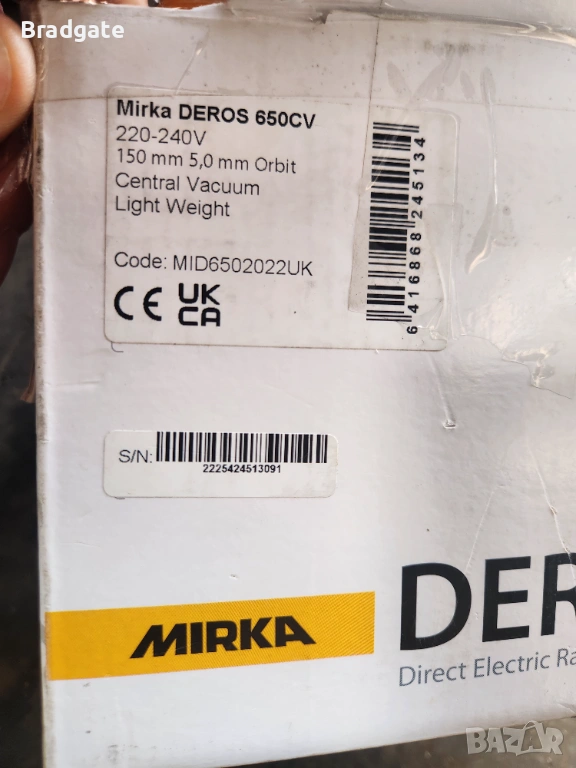 Bradgate
Mirka DEROS 650CV
220-240V
150 mm 5,0 mm Orbit
Central Vacuum
Light Weight
Code: MID6502022UK
CE UK
CA
6 416868 245134
S/N:
2225424513091
MIRKA
DER
Direct Electric Ra
BAZAR